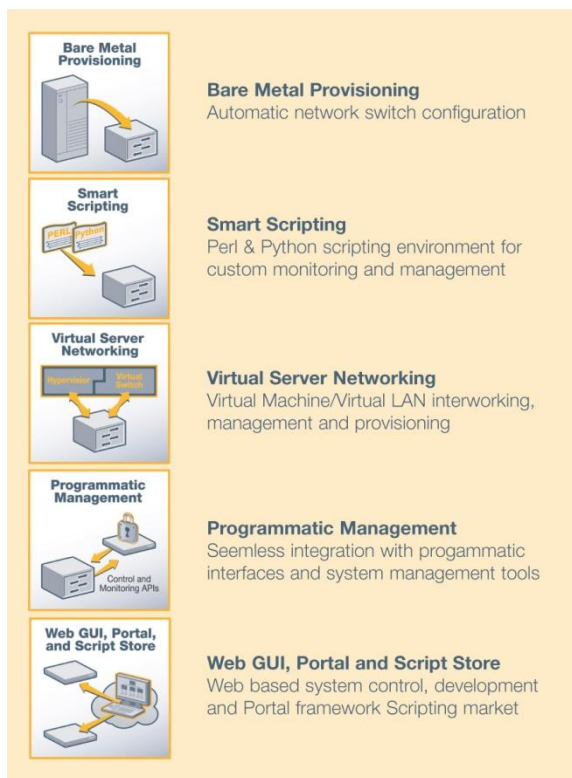 Bare Metal
Provisioning
Bare Metal Provisioning
Automatic network switch configuration
Smart
Scripting
PERL
Python
Smart Scripting
Perl & Python scripting environment for
custom monitoring and management
Virtual Server
Networking
Hypervisor
Virtual
Switch
Virtual Server Networking
Virtual Machine/Virtual LAN interworking,
management and provisioning
Programmatic
Management
Control and
Monitoring APIs
Programmatic Management
Seemless integration with progammatic
interfaces and system management tools
Web GUI, Portal,
and Script Store
Web GUI, Portal and Script Store
Web based system control, development
and Portal framework Scripting market